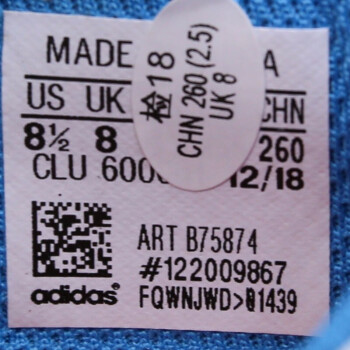 MADE A
US UK CHN
8½ 8 260
CLU 600 12/18
检18
CHN 260 (2.5)
UK 8
ART B75874
#122009867
adidas® FQWNJWD>01439